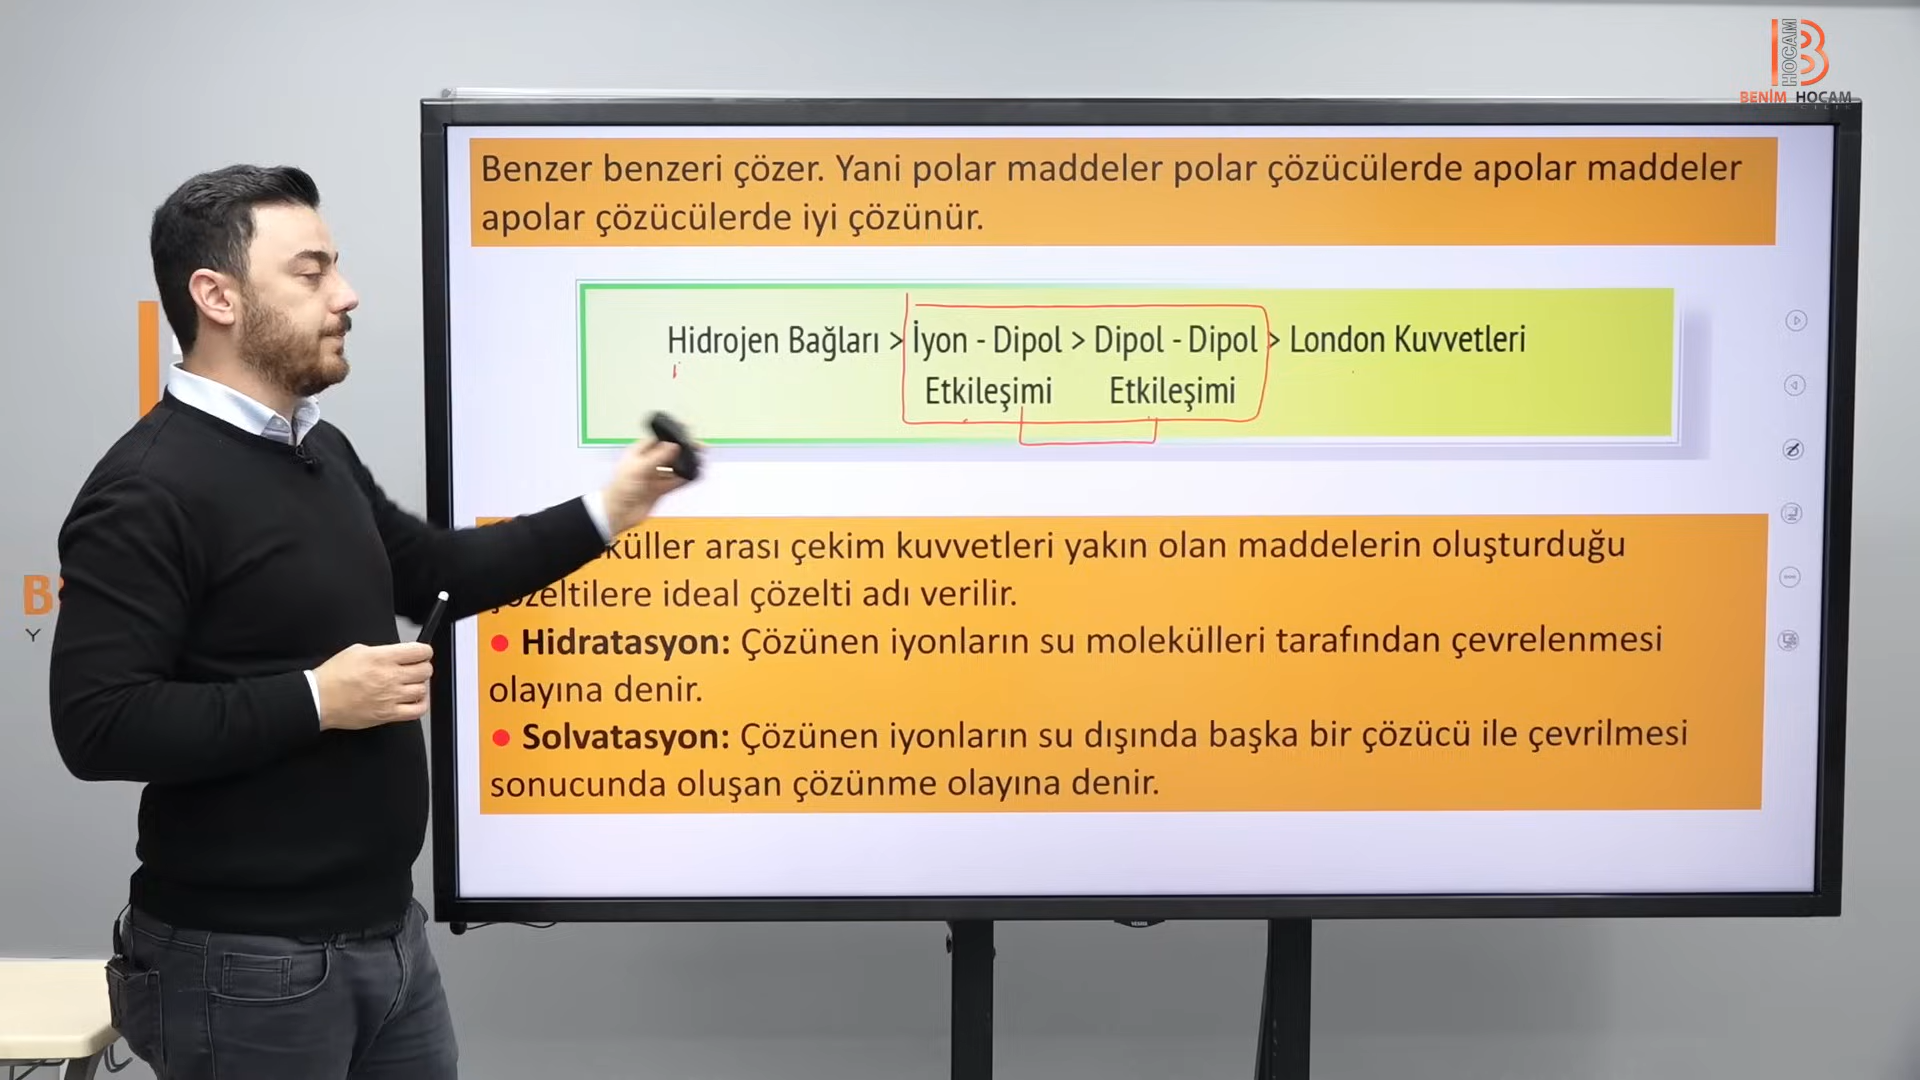 HOCAM
BENİM HOCAM
Benzer benzeri çözer. Yani polar maddeler polar çözücülerde apolar maddeler
apolar çözücülerde iyi çözünür.
Hidrojen Bağları > İyon - Dipol > Dipol - Dipol > London Kuvvetleri
Etkileşimi Etkileşimi
küller arası çekim kuvvetleri yakın olan maddelerin oluşturduğu
çözeltilere ideal çözelti adı verilir.
● Hidratasyon: Çözünen iyonların su molekülleri tarafından çevrelenmesi
olayına denir.
● Solvatasyon: Çözünen iyonların su dışında başka bir çözücü ile çevrilmesi
sonucunda oluşan çözünme olayına denir.
B
Y